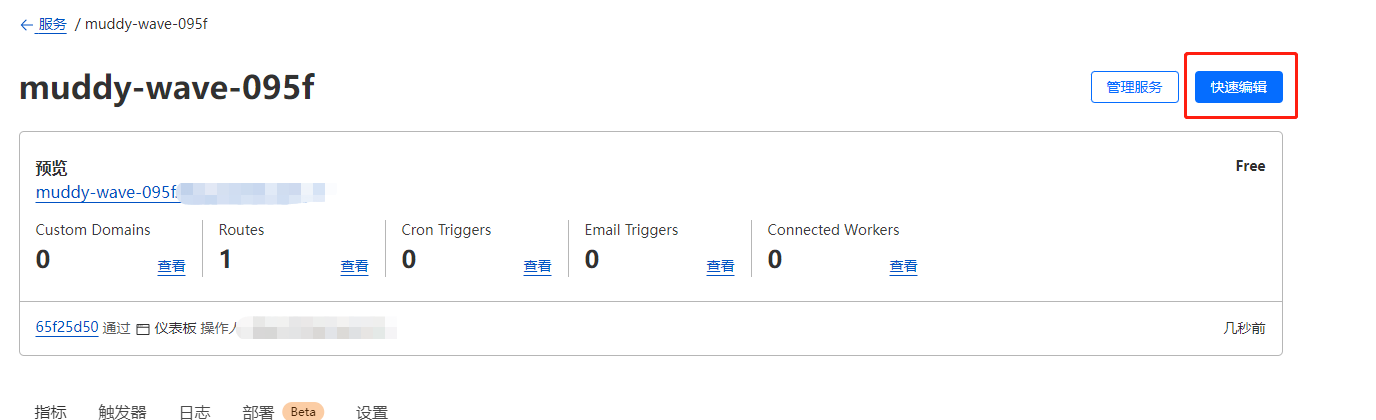 ← 服务 / muddy-wave-095f
muddy-wave-095f
管理服务 快速编辑
预览 Free
muddy-wave-095f
Custom Domains Routes Cron Triggers Email Triggers Connected Workers
0 查看 1 查看 0 查看 0 查看 0 查看
65f25d50 通过 仪表板 操作人 几秒前
指标 触发器 日志 部署 Beta 设置